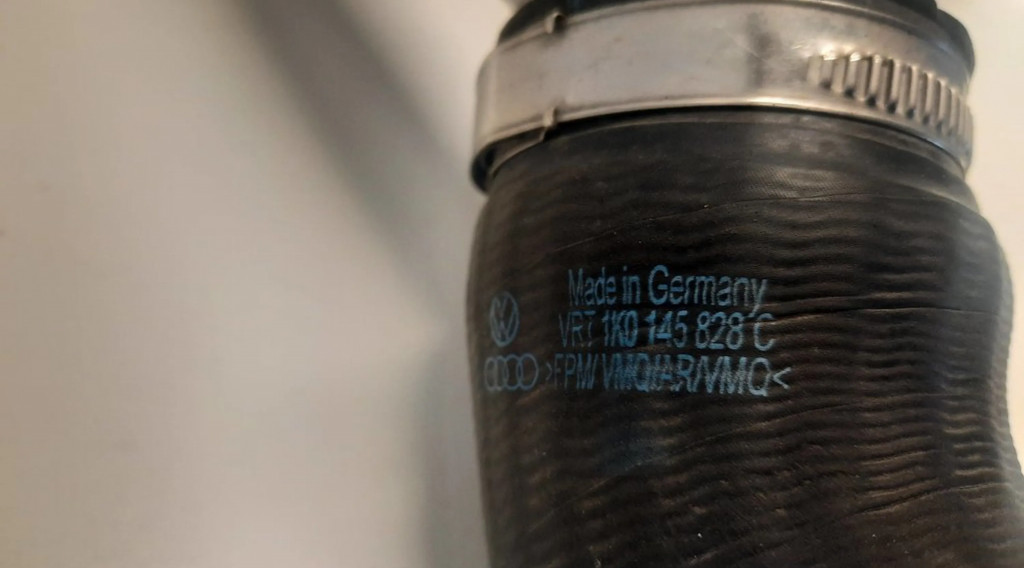 Made in Germany
VRT 1K0 145 828 C
>FPM/VMQ/AR/VMQ<